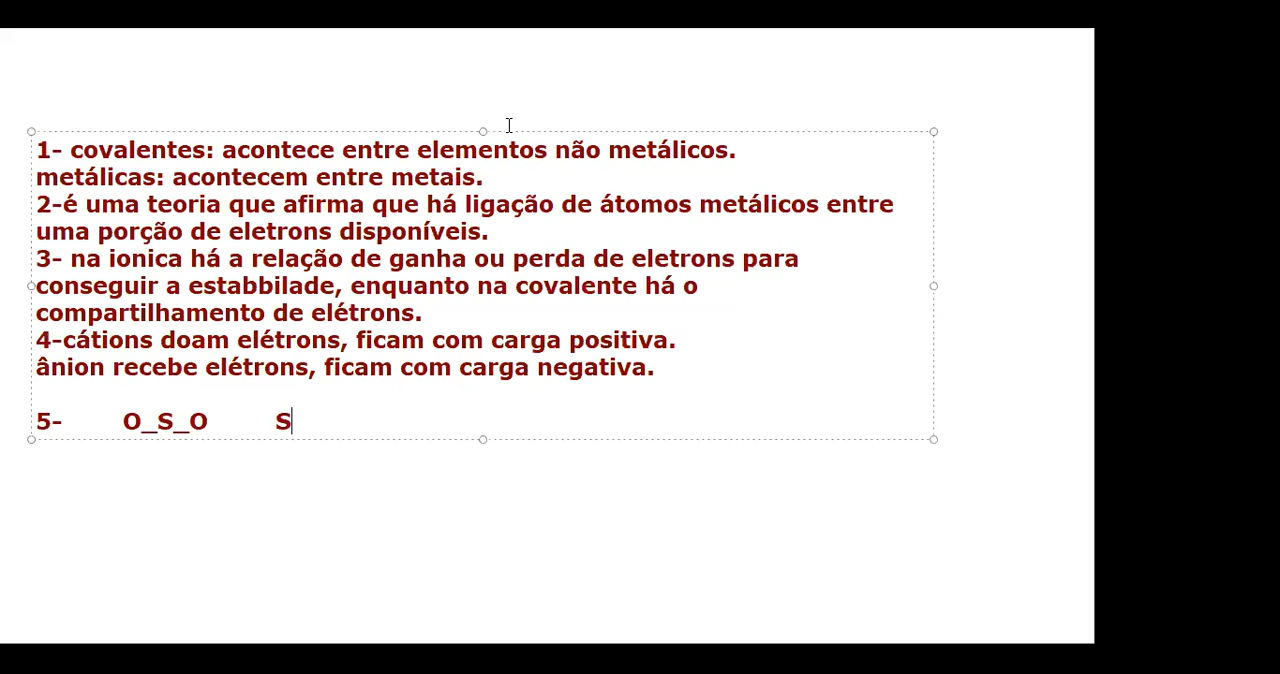 1- covalentes: acontece entre elementos não metálicos.
metálicas: acontecem entre metais.
2-é uma teoria que afirma que há ligação de átomos metálicos entre
uma porção de eletrons disponíveis.
3- na ionica há a relação de ganha ou perda de eletrons para
conseguir a estabbilade, enquanto na covalente há o
compartilhamento de elétrons.
4-cátions doam elétrons, ficam com carga positiva.
ânion recebe elétrons, ficam com carga negativa.
5- O_S_O S